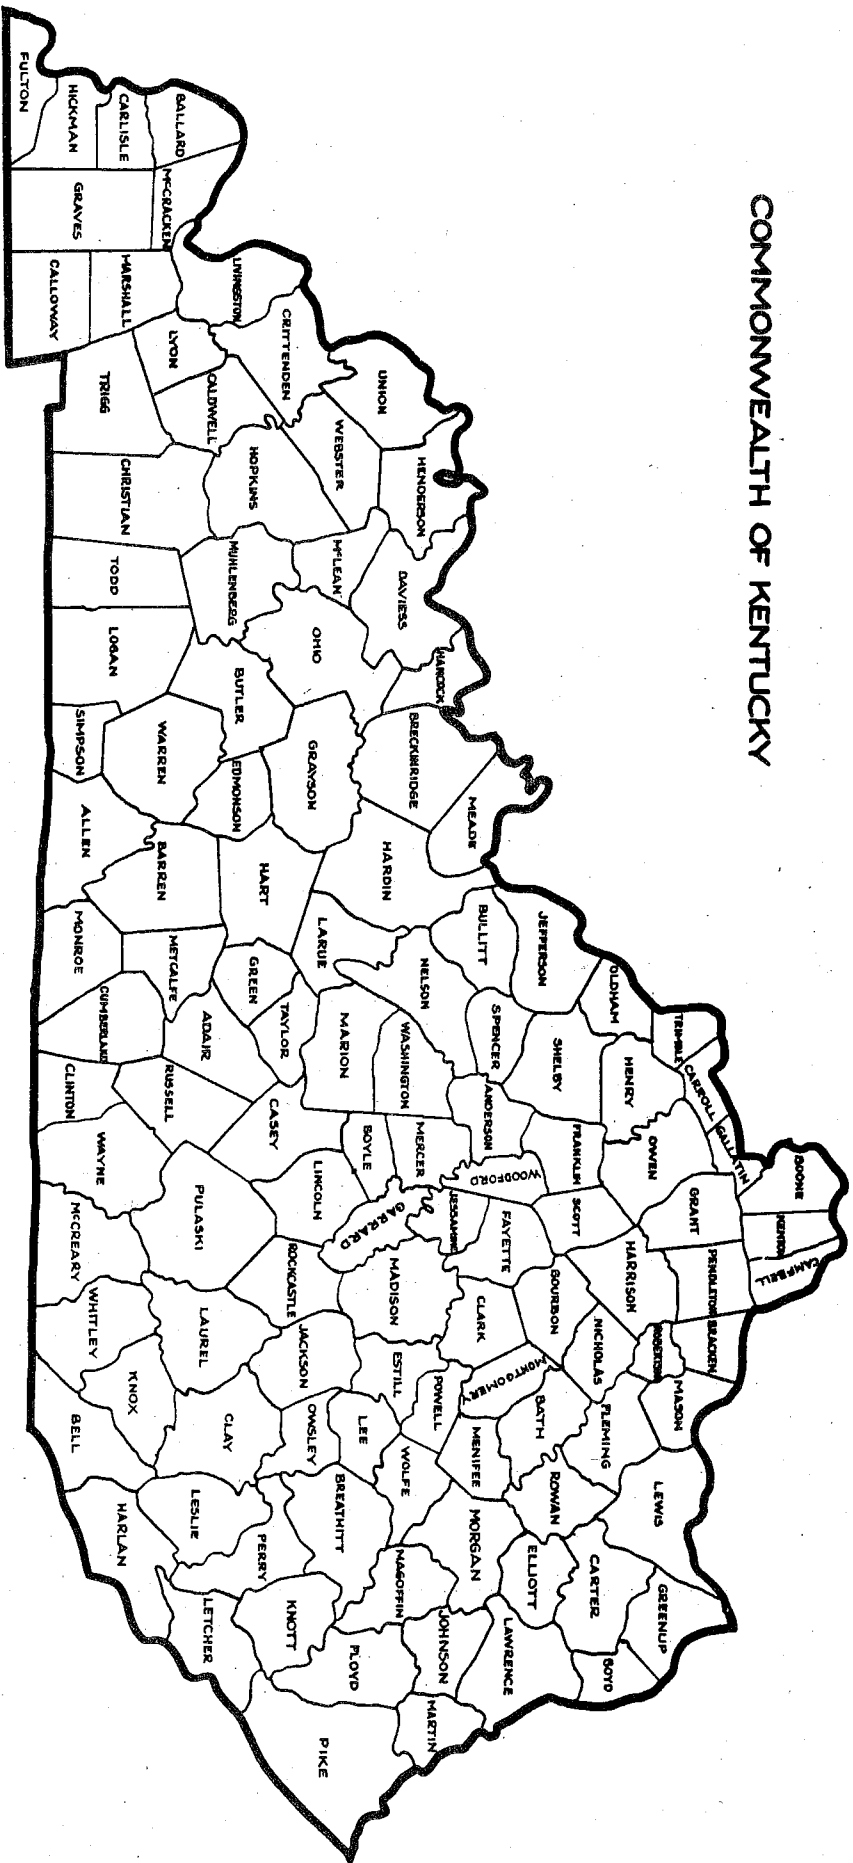 COMMONWEALTH OF KENTUCKY
BOONE
KENTON
CAMPBELL
GALLATIN
CARROLL
TRIMBLE
OWEN
GRANT
PENDLETON
BRACKEN
MASON
OLDHAM
HENRY
HARRISON
ROBERTSON
LEWIS
GREENUP
JEFFERSON
SHELBY
FRANKLIN
SCOTT
NICHOLAS
FLEMING
CARTER
BOYD
BULLITT
SPENCER
ANDERSON
WOODFORD
FAYETTE
BOURBON
MONTGOMERY
BATH
ROWAN
ELLIOTT
LAWRENCE
MEADE
NELSON
WASHINGTON
MERCER
JESSAMINE
CLARK
POWELL
MENIFEE
MORGAN
JOHNSON
MARTIN
HANCOCK
BRECKINRIDGE
HARDIN
LARUE
MARION
BOYLE
GARRARD
MADISON
ESTILL
LEE
WOLFE
MAGOFFIN
FLOYD
PIKE
UNION
HENDERSON
DAVIESS
WEBSTER
McLEAN
OHIO
GRAYSON
HART
GREEN
TAYLOR
CASEY
LINCOLN
ROCKCASTLE
JACKSON
OWSLEY
BREATHITT
PERRY
KNOTT
LETCHER
LIVINGSTON
CRITTENDEN
HOPKINS
MUHLENBERG
BUTLER
EDMONSON
BARREN
METCALFE
ADAIR
RUSSELL
PULASKI
LAUREL
CLAY
LESLIE
HARLAN
BALLARD
McCRACKEN
CARLISLE
HICKMAN
FULTON
GRAVES
MARSHALL
CALLOWAY
LYON
CALDWELL
TRIGG
CHRISTIAN
TODD
LOGAN
SIMPSON
WARREN
ALLEN
MONROE
CUMBERLAND
CLINTON
WAYNE
McCREARY
WHITLEY
KNOX
BELL